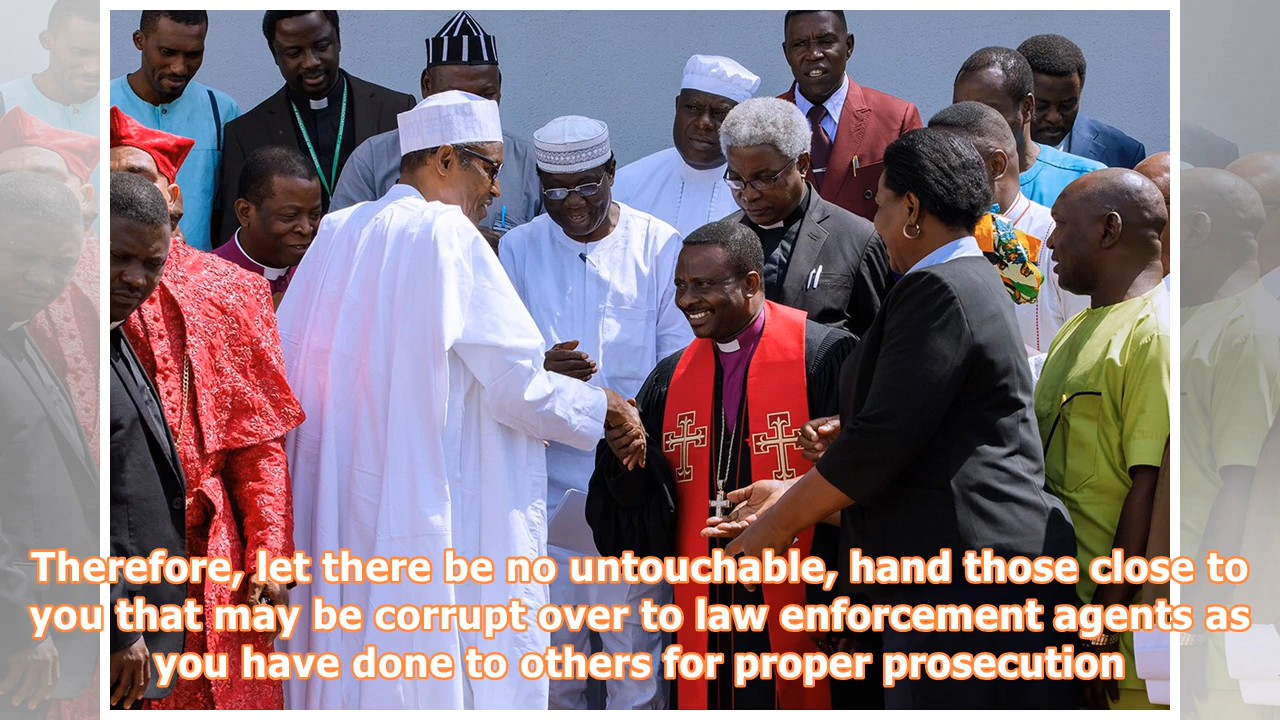 Therefore, let there be no untouchable, hand those close to
you that may be corrupt over to law enforcement agents as
you have done to others for proper prosecution